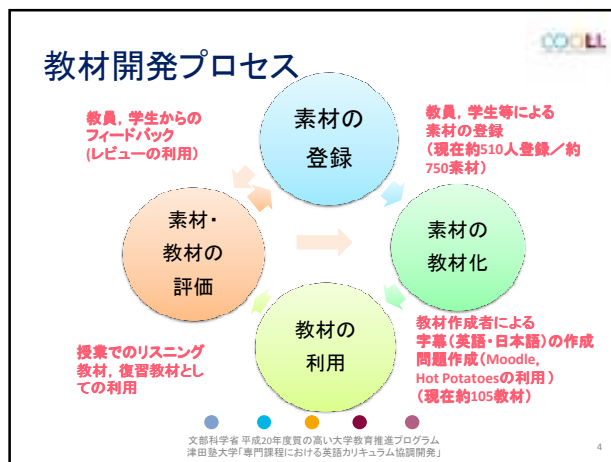 COOLL
教材開発プロセス
教員，学生からの
フィードバック
(レビューの利用)
素材の
登録
教員，学生等による
素材の登録
(現在約510人登録／約
750素材)
素材・
教材の
評価
素材の
教材化
教材の
利用
授業でのリスニング
教材，復習教材とし
ての利用
教材作成者による
字幕(英語・日本語)の作成
問題作成(Moodle,
Hot Potatoesの利用)
(現在約105教材)
文部科学省 平成20年度質の高い大学教育推進プログラム
津田塾大学「専門課程における英語カリキュラム協調開発」
4